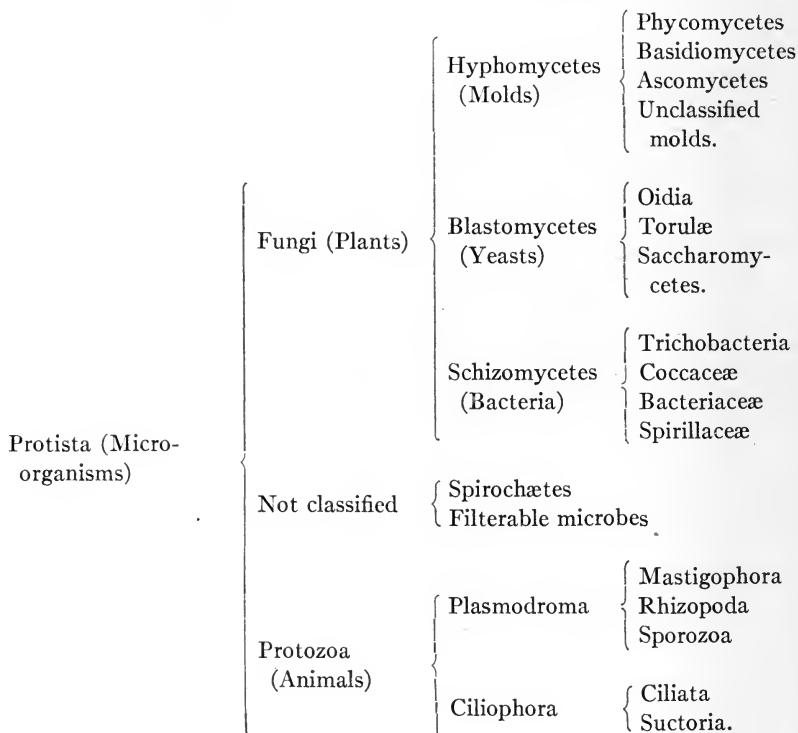 Protista (Micro-
organisms)
Fungi (Plants)
Hyphomycetes
(Molds)
Phycomycetes
Basidiomycetes
Ascomycetes
Unclassified
molds.
Blastomycetes
(Yeasts)
Oidia
Torulæ
Saccharomy-
cetes.
Schizomycetes
(Bacteria)
Trichobacteria
Coccaceæ
Bacteriaceæ
Spirillaceæ
Not classified
Spirochætes
Filterable microbes
Protozoa
(Animals)
Plasmodroma
Mastigophora
Rhizopoda
Sporozoa
Ciliophora
Ciliata
Suctoria.